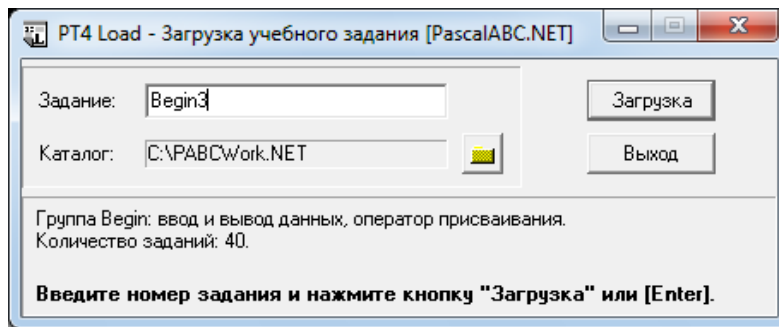 PT4 Load - Загрузка учебного задания [PascalABC.NET]
Задание: Begin3 Загрузка
Каталог: C:\PABCWork.NET Выход
Группа Begin: ввод и вывод данных, оператор присваивания.
Количество заданий: 40.
Введите номер задания и нажмите кнопку "Загрузка" или [Enter].